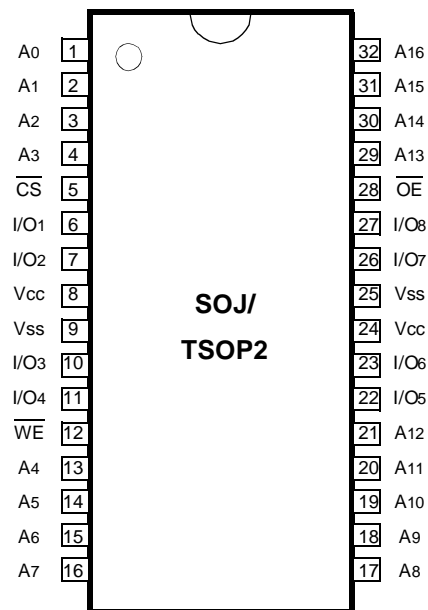 A0 1 32 A16
A1 2 31 A15
A2 3 30 A14
A3 4 29 A13
CS 5 28 OE
I/O1 6 27 I/O8
I/O2 7 26 I/O7
Vcc 8 25 Vss
SOJ/
Vss 9 24 Vcc
TSOP2
I/O3 10 23 I/O6
I/O4 11 22 I/O5
WE 12 21 A12
A4 13 20 A11
A5 14 19 A10
A6 15 18 A9
A7 16 17 A8